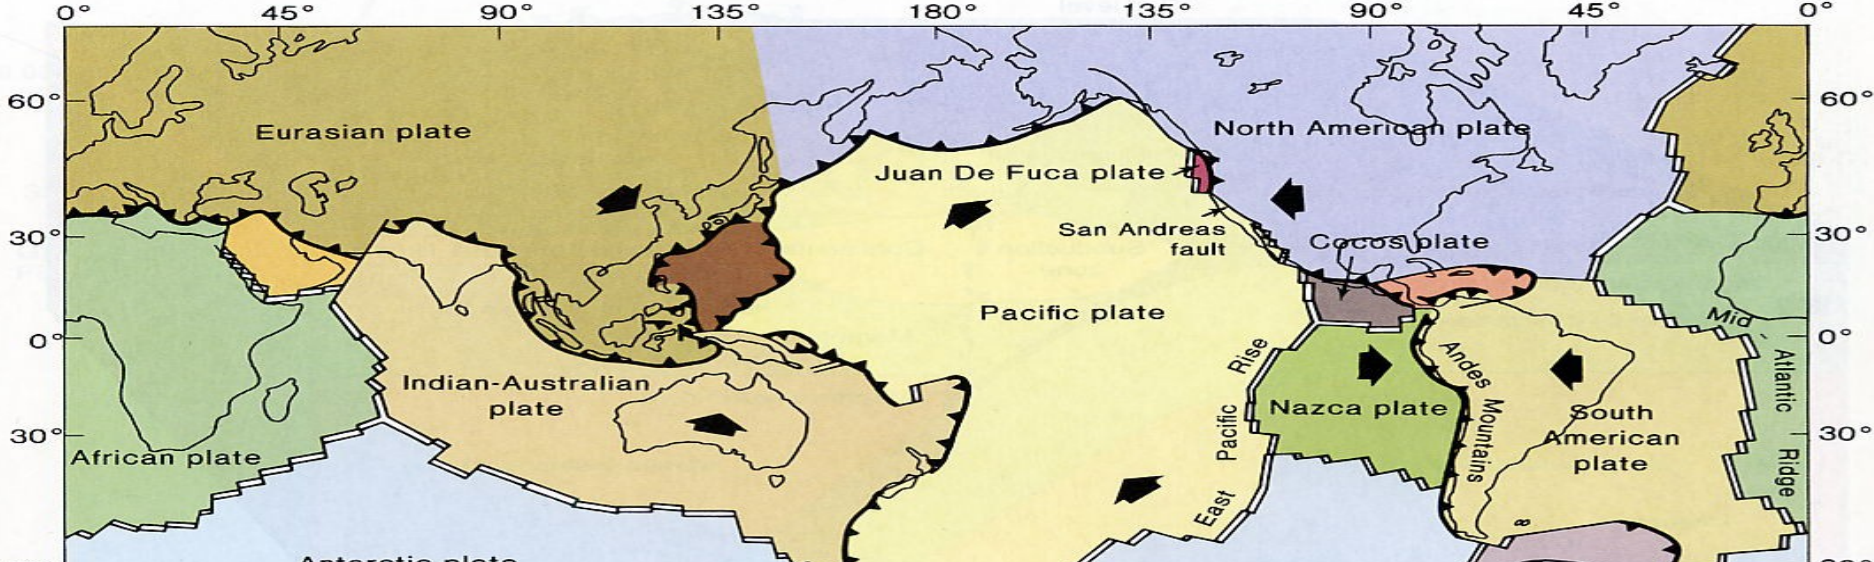 0° 45° 90° 135° 180° 135° 90° 45° 0°
60°
60°
Eurasian plate
North American plate
Juan De Fuca plate
San Andreas
fault
Cocos plate
30°
30°
Pacific plate
Mid
Atlantic
Ridge
0°
0°
Indian-Australian
plate
East
Pacific
Rise
Nazca plate
Andes
Mountains
South
American
plate
30°
30°
African plate
Antarctic plate